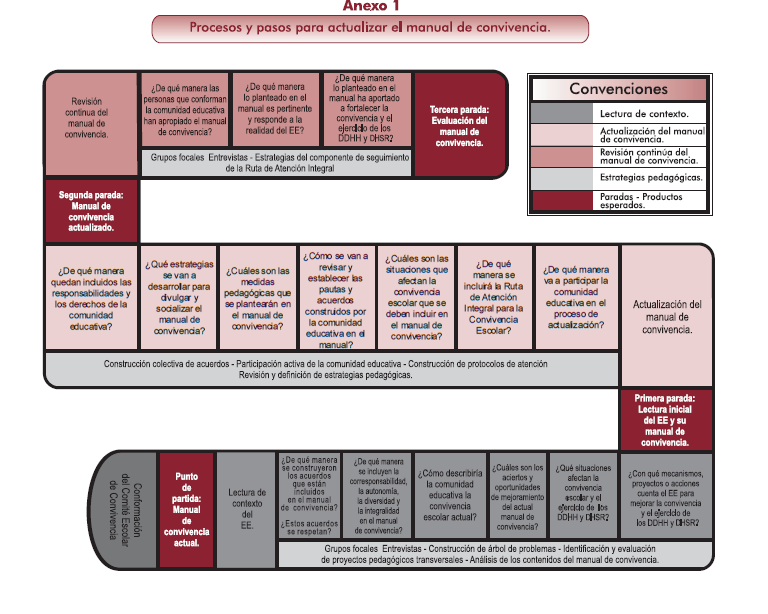 Anexo 1
Procesos y pasos para actualizar el manual de convivencia.
Revisión
continua del
manual de
convivencia.
¿De qué manera las
personas que conforman
la comunidad educativa
han apropiado el manual
de convivencia?
¿De qué manera
lo planteado en el
manual es pertinente
y responde a la
realidad del EE?
¿De qué manera
lo planteado en el
manual ha aportado
a fortalecer la
convivencia y el
ejercicio de los
DDHH y DHSR?
Tercera parada:
Evaluación del
manual de
convivencia.
Grupos focales Entrevistas - Estrategias del componente de seguimiento
de la Ruta de Atención Integral
Convenciones
Lectura de contexto.
Actualización del manual
de convivencia.
Revisión continúa del
manual de convivencia.
Estrategias pedagógicas.
Paradas - Productos
esperados.
Segunda parada:
Manual de
convivencia
actualizado.
¿De qué manera
quedan incluidos las
responsabilidades y
los derechos de la
comunidad
educativa?
¿Qué estrategias
se van a
desarrollar para
divulgar y
socializar el
manual de
convivencia?
¿Cuáles son las
medidas
pedagógicas que
se plantearán en
el manual de
convivencia?
¿Cómo se van a
revisar y
establecer las
pautas y
acuerdos
construidos por
la comunidad
educativa en el
manual?
¿Cuáles son las
situaciones que
afectan la
convivencia
escolar que se
deben incluir en
el manual de
convivencia?
¿De qué
manera se
incluirá la Ruta
de Atención
Integral para la
Convivencia
Escolar?
¿De qué manera
va a participar la
comunidad
educativa en el
proceso de
actualización?
Actualización del
manual de
convivencia.
Construcción colectiva de acuerdos - Participación activa de la comunidad educativa - Construcción de protocolos de atención
Revisión y definición de estrategias pedagógicas.
Primera parada:
Lectura inicial
del EE y su
manual de
convivencia.
Conformación
del Comité Escolar
de Convivencia
Punto
de
partida:
Manual
de
convivencia
actual.
Lectura de
contexto
del
EE.
¿De qué manera
se construyeron
los acuerdos
que están
incluidos
en el manual
de convivencia?
¿Estos acuerdos
se respetan?
¿De qué manera
se incluyen la
corresponsabilidad,
la autonomía,
la diversidad y
la integralidad
en el manual
de convivencia?
¿Cómo describiría
la comunidad
educativa la
convivencia
escolar actual?
¿Cuáles son los
aciertos y
oportunidades
de mejoramiento
del actual
manual de
convivencia?
¿Qué situaciones
afectan la
convivencia
escolar y el
ejercicio de los
DDHH y DHSR?
¿Con qué mecanismos,
proyectos o acciones
cuenta el EE para
mejorar la convivencia
y el ejercicio de
los DDHH y DHSR?
Grupos focales Entrevistas - Construcción de árbol de problemas - Identificación y evaluación
de proyectos pedagógicos transversales - Análisis de los contenidos del manual de convivencia.